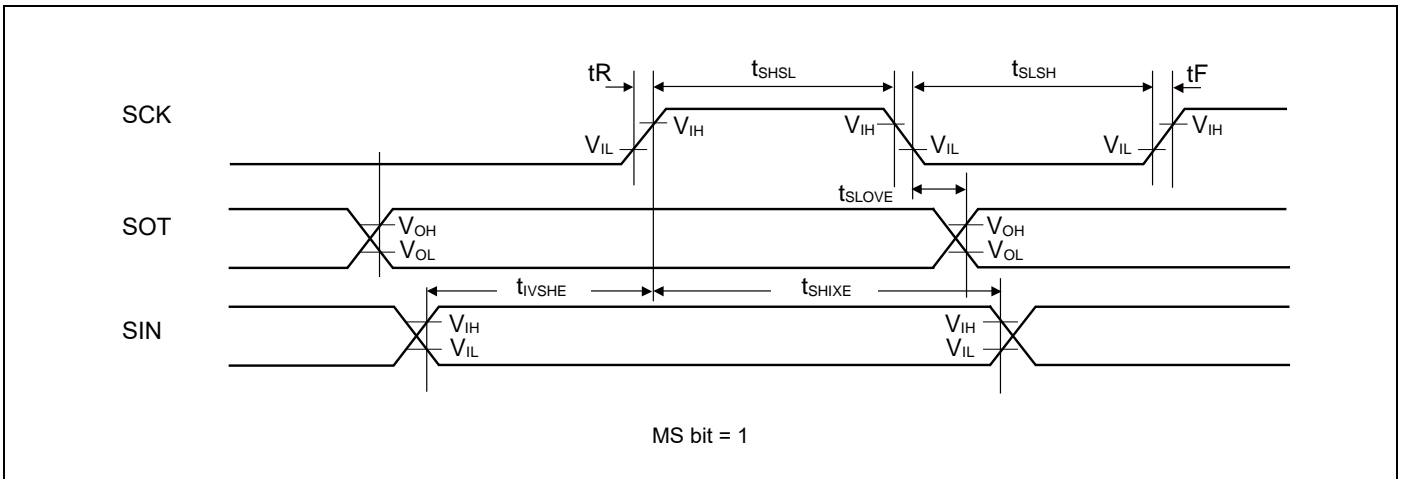 tR tSHSL tSLSH tF
SCK
VIH VIH VIH
VIL VIL VIL
tSLOVE
SOT
VOH VOH
VOL VOL
tIVSHE tSHIXE
SIN
VIH VIH
VIL VIL
MS bit = 1